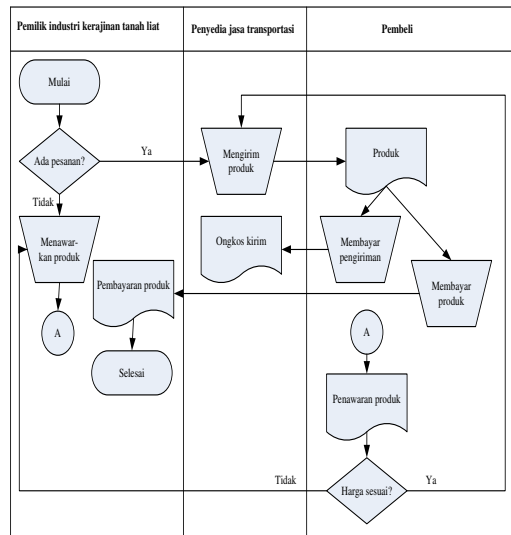 Pemilik industri kerajinan tanah liat
Penyedia jasa transportasi
Pembeli
Mulai
Ada pesanan?
Ya
Mengirim
produk
Produk
Tidak
Menawar-
kan produk
Ongkos kirim
Membayar
pengiriman
Pembayaran produk
Membayar
produk
A
A
Selesai
Penawaran produk
Tidak
Harga sesuai?
Ya